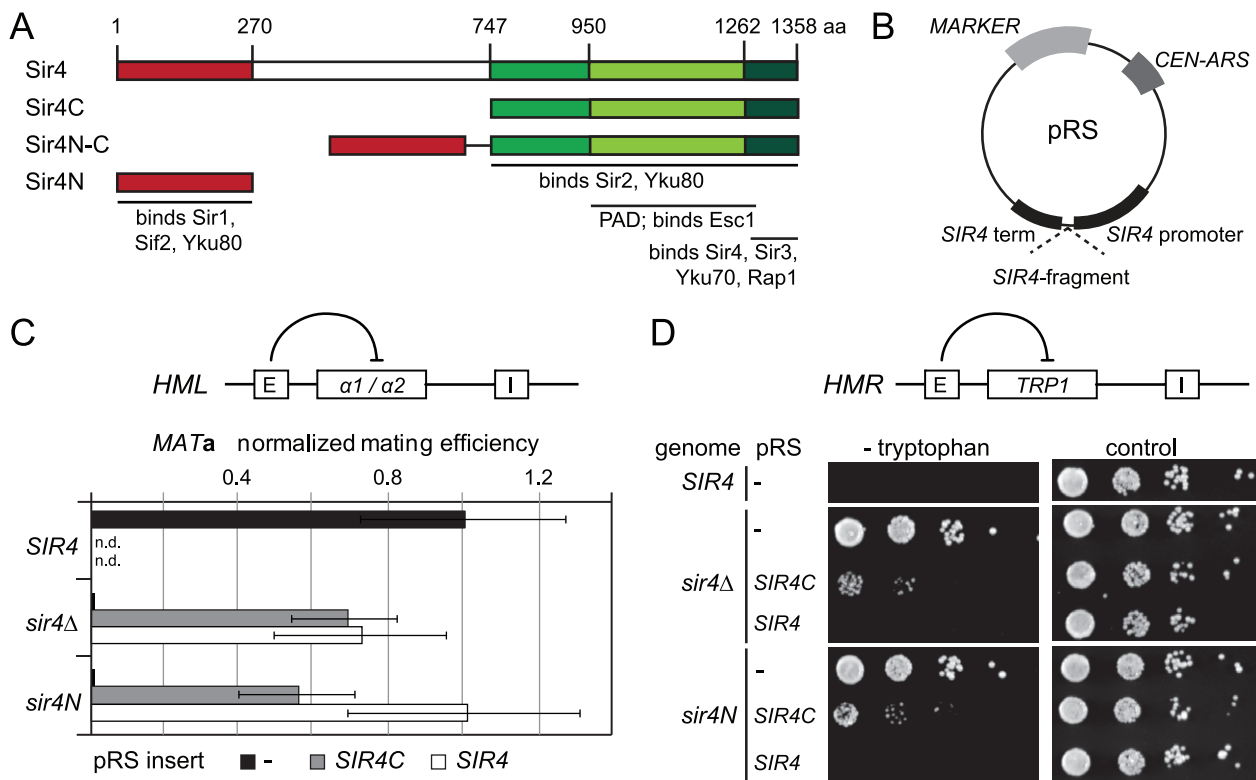 A
1 270 747 950 1262 1358 aa
Sir4
Sir4C
Sir4N-C
Sir4N
binds Sir2, Yku80
binds Sir1,
Sif2, Yku80
PAD; binds Esc1
binds Sir4, Sir3,
Yku70, Rap1
B
MARKER
CEN-ARS
pRS
SIR4 term
SIR4 promoter
SIR4-fragment
C
HML E α1 / α2 I
MATa normalized mating efficiency
0.4 0.8 1.2
SIR4
n.d.
n.d.
sir4Δ
sir4N
pRS insert - SIR4C SIR4
D
HMR E TRP1 I
genome pRS - tryptophan control
SIR4 -
-
sir4Δ SIR4C
SIR4
-
sir4N SIR4C
SIR4